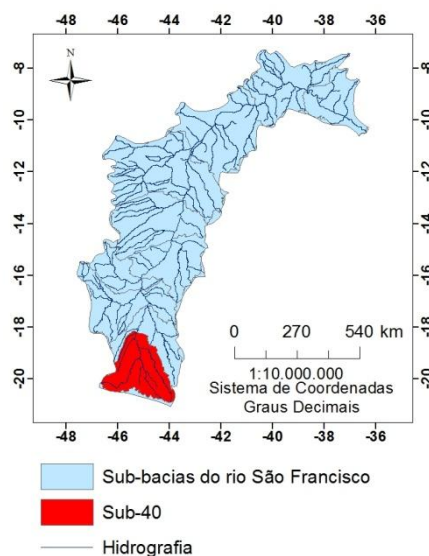 -48 -46 -44 -42 -40 -38 -36
N
-8 -8
-10 -10
-12 -12
-14 -14
-16 -16
-18 -18
-20 -20
0 270 540 km
1:10.000.000
Sistema de Coordenadas
Graus Decimais
-48 -46 -44 -42 -40 -38 -36
Sub-bacias do rio São Francisco
Sub-40
Hidrografia